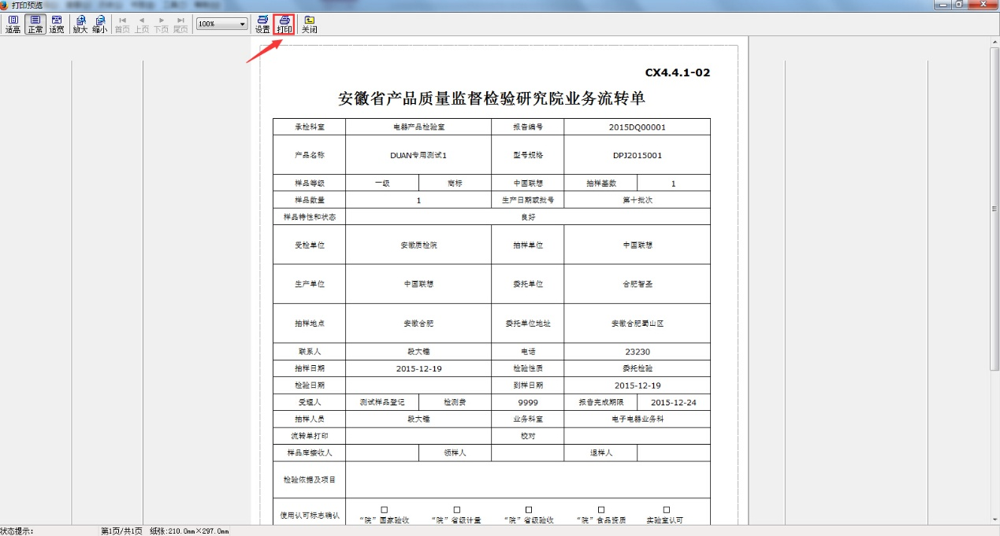 打印预览
适高 正常 适宽 放大 缩小 首页 上页 下页 尾页 100% 设置 打印 关闭
CX4.4.1-02
安徽省产品质量监督检验研究院业务流转单
承检科室 电器产品检验室 报告编号 2015DQ00001
产品名称 DUAN专用测试1 型号规格 DPJ2015001
样品等级 一级 商标 中国联想 抽样基数 1
样品数量 1 生产日期或批号 第十批次
样品特性和状态 良好
受检单位 安徽质检院 抽样单位 中国联想
生产单位 中国联想 委托单位 合肥智圣
抽样地点 安徽合肥 委托单位地址 安徽合肥蜀山区
联系人 段大锤 电话 23230
抽样日期 2015-12-19 检验性质 委托检验
检验日期 到样日期 2015-12-19
受理人 测试样品登记 检测费 9999 报告完成期限 2015-12-24
抽样人员 段大锤 业务科室 电子电器业务科
流转单打印 校对
样品库接收人 领样人 退样人
检验依据及项目
使用认可标志确认 □ □ □ □ □
“院”国家验收 “院”省级计量 “院”省级验收 “院”食品资质 实验室认可
状态提示: 第1页/共1页 纸张:210.0mm×297.0mm